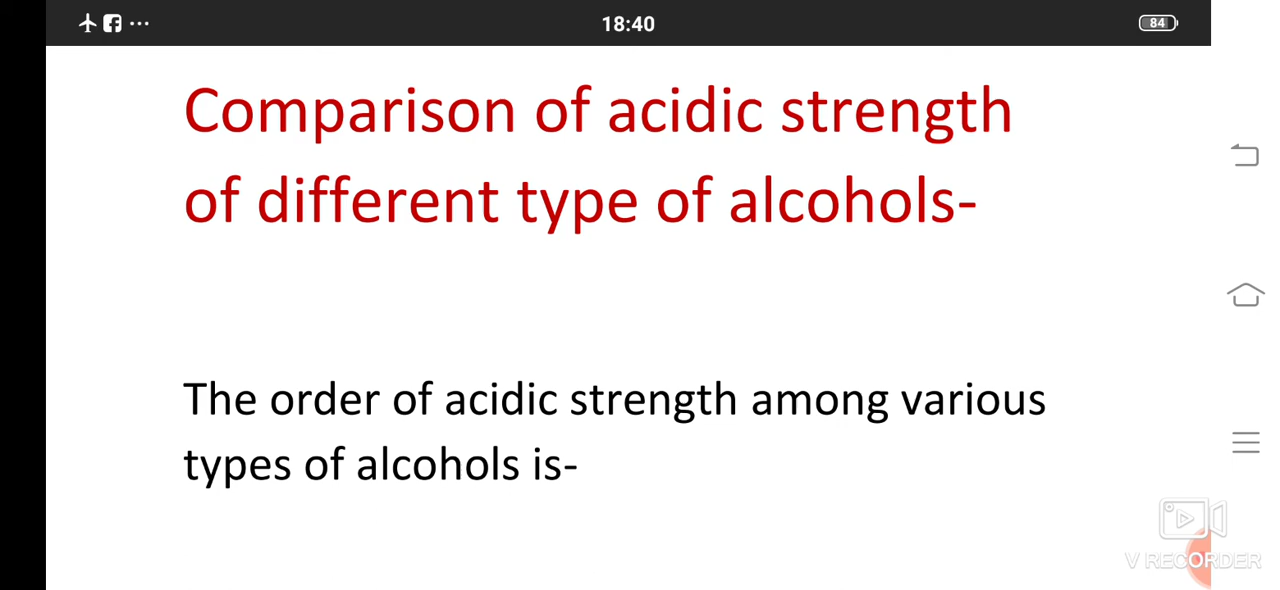 18:40
84
Comparison of acidic strength
of different type of alcohols-
The order of acidic strength among various
types of alcohols is-
V RECORDER